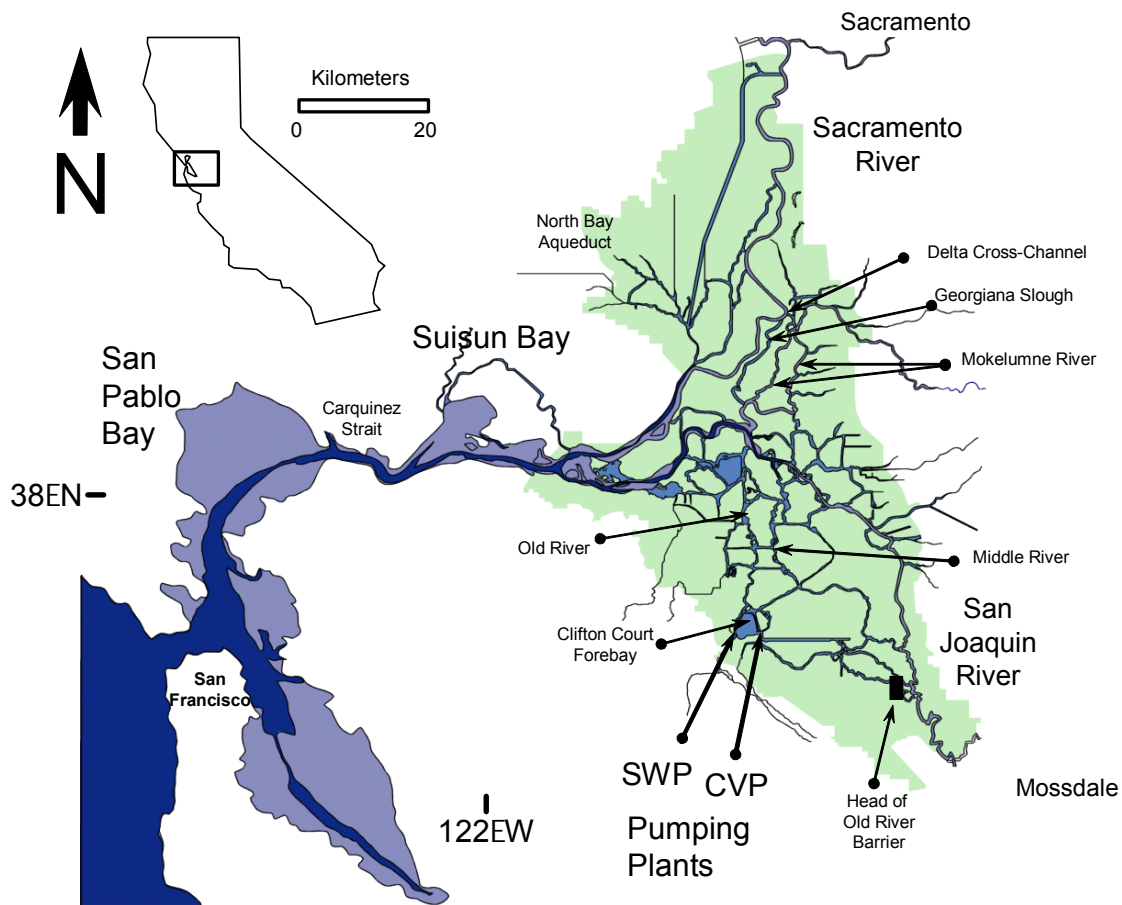 Sacramento
Kilometers
0
20
N
Sacramento
River
North Bay
Aqueduct
Delta Cross-Channel
Georgiana Slough
Suisun Bay
San
Pablo
Bay
Mokelumne River
Carquinez
Strait
38EN
Old River
Middle River
San
Joaquin
River
Clifton Court
Forebay
San
Francisco
SWP
CVP
Pumping
Plants
Mossdale
Head of
Old River
Barrier
122EW